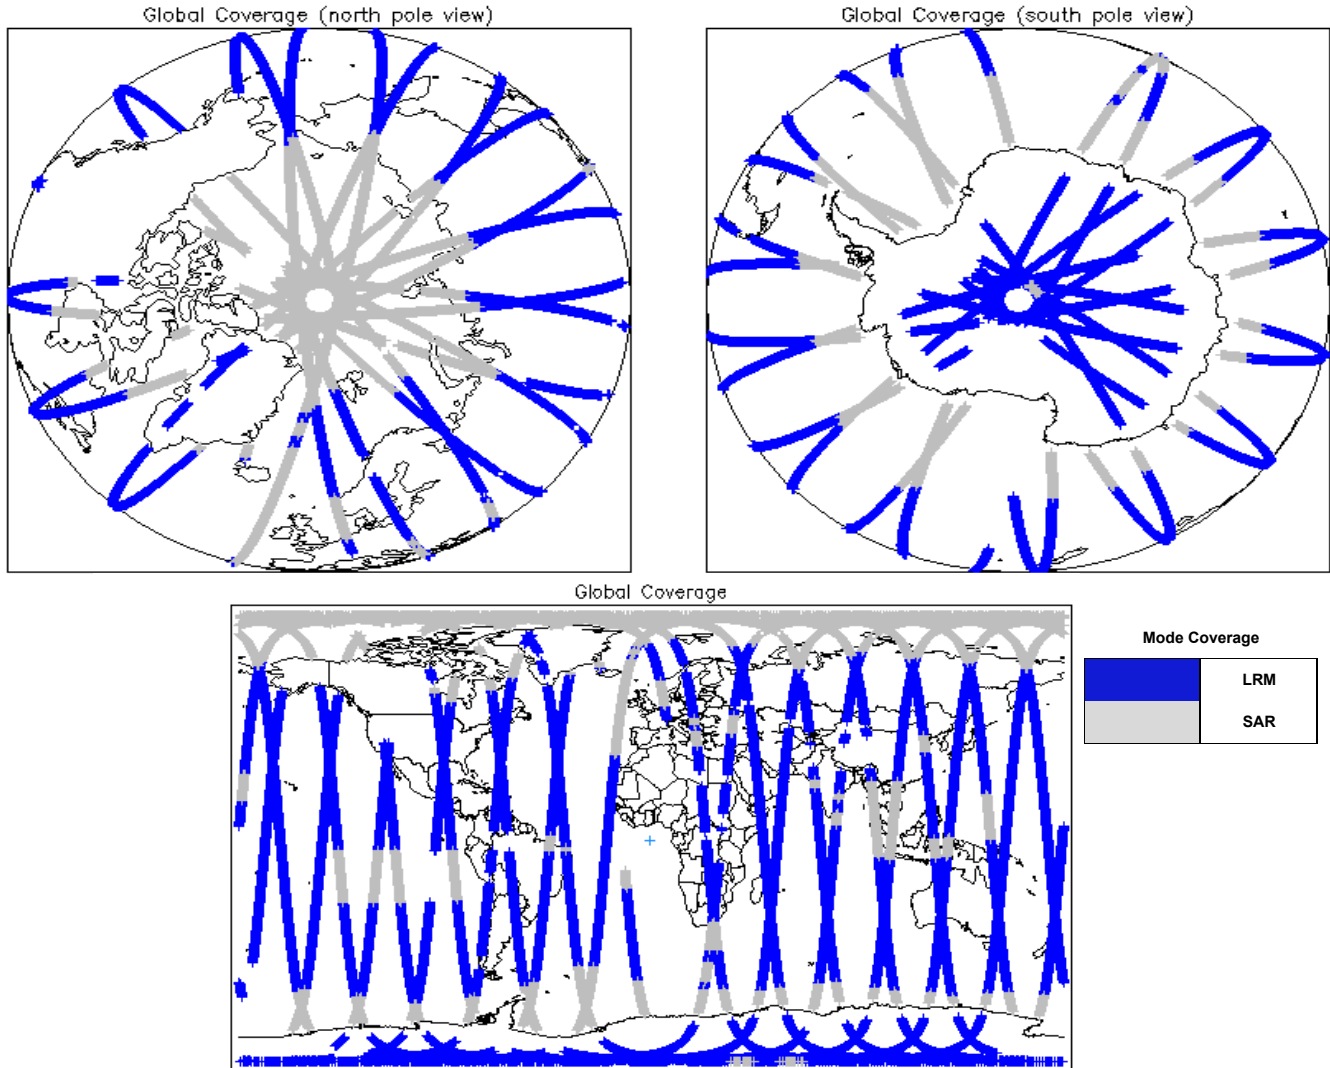 Global Coverage (north pole view)
Global Coverage (south pole view)
Global Coverage
Mode Coverage
LRM
SAR